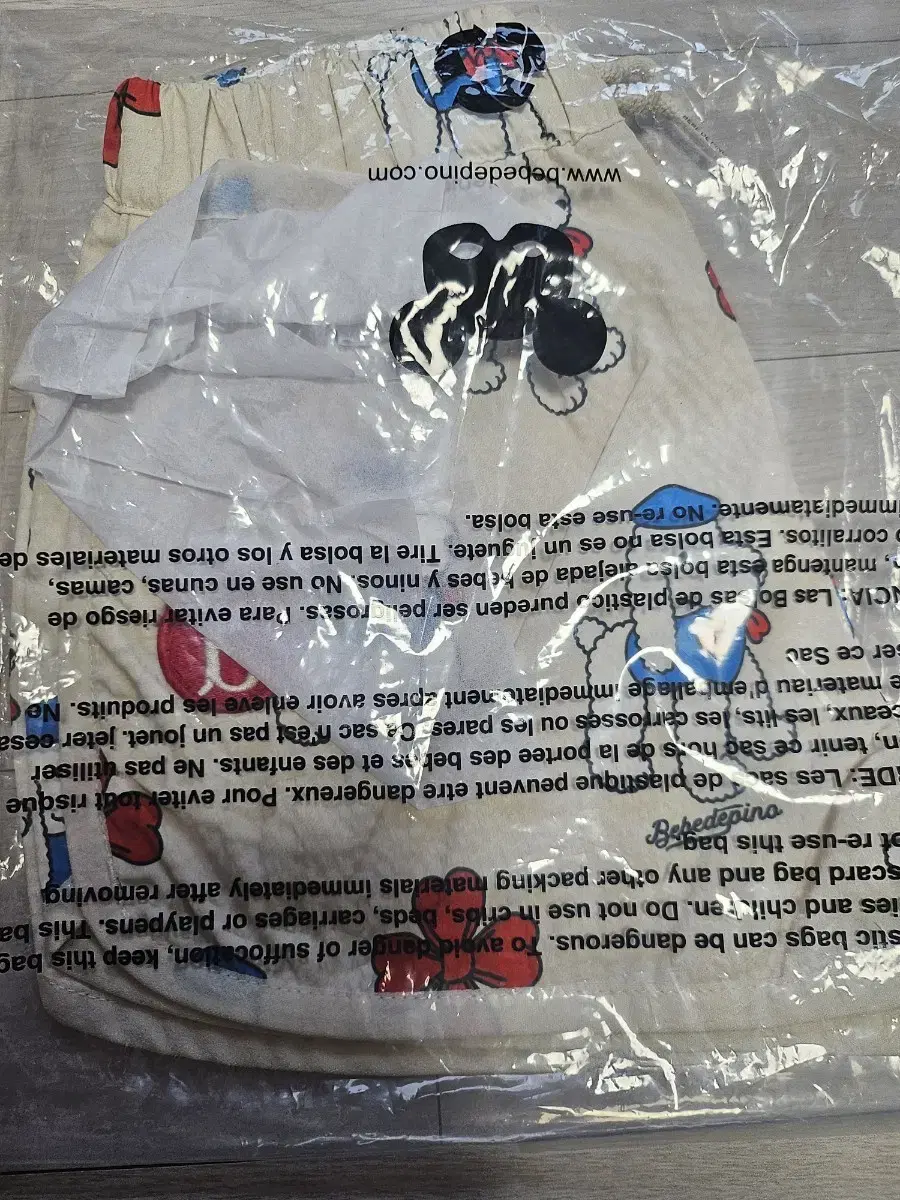 stic bags can be dangerous. To avoid danger of suffocation, keep this bag
ies and children. Do not use in cribs, beds, carriages or playpens. This ba
scard bag and any other packing materials immediately after removing
ot re-use this bag.
RDE: Les sacs de plastique peuvent etre dangereux. Pour eviter tout risque
n, tenir ce sac hors de la portee des bebes et des enfants. Ne pas utiliser
ceaux, les lits, les carrosses ou les pares. Ce sac n'est pas un jouet. jeter cesa
e materiau d'emballage immediatement apres avoir enleve les produits. Ne
ser ce Sac
NCIA: Las Bolsas de plastico pureden ser peligrosas. Para evitar riesgo de
, mantenga esta bolsa alejada de bebes y ninos. No use en cunas, camas,
o corralitos. Esta bolsa no es un juguete. Tire la bolsa y los otros materiales de
mmediatamente. No re-use esta bolsa.
www.bebedepino.com
Bebedepino